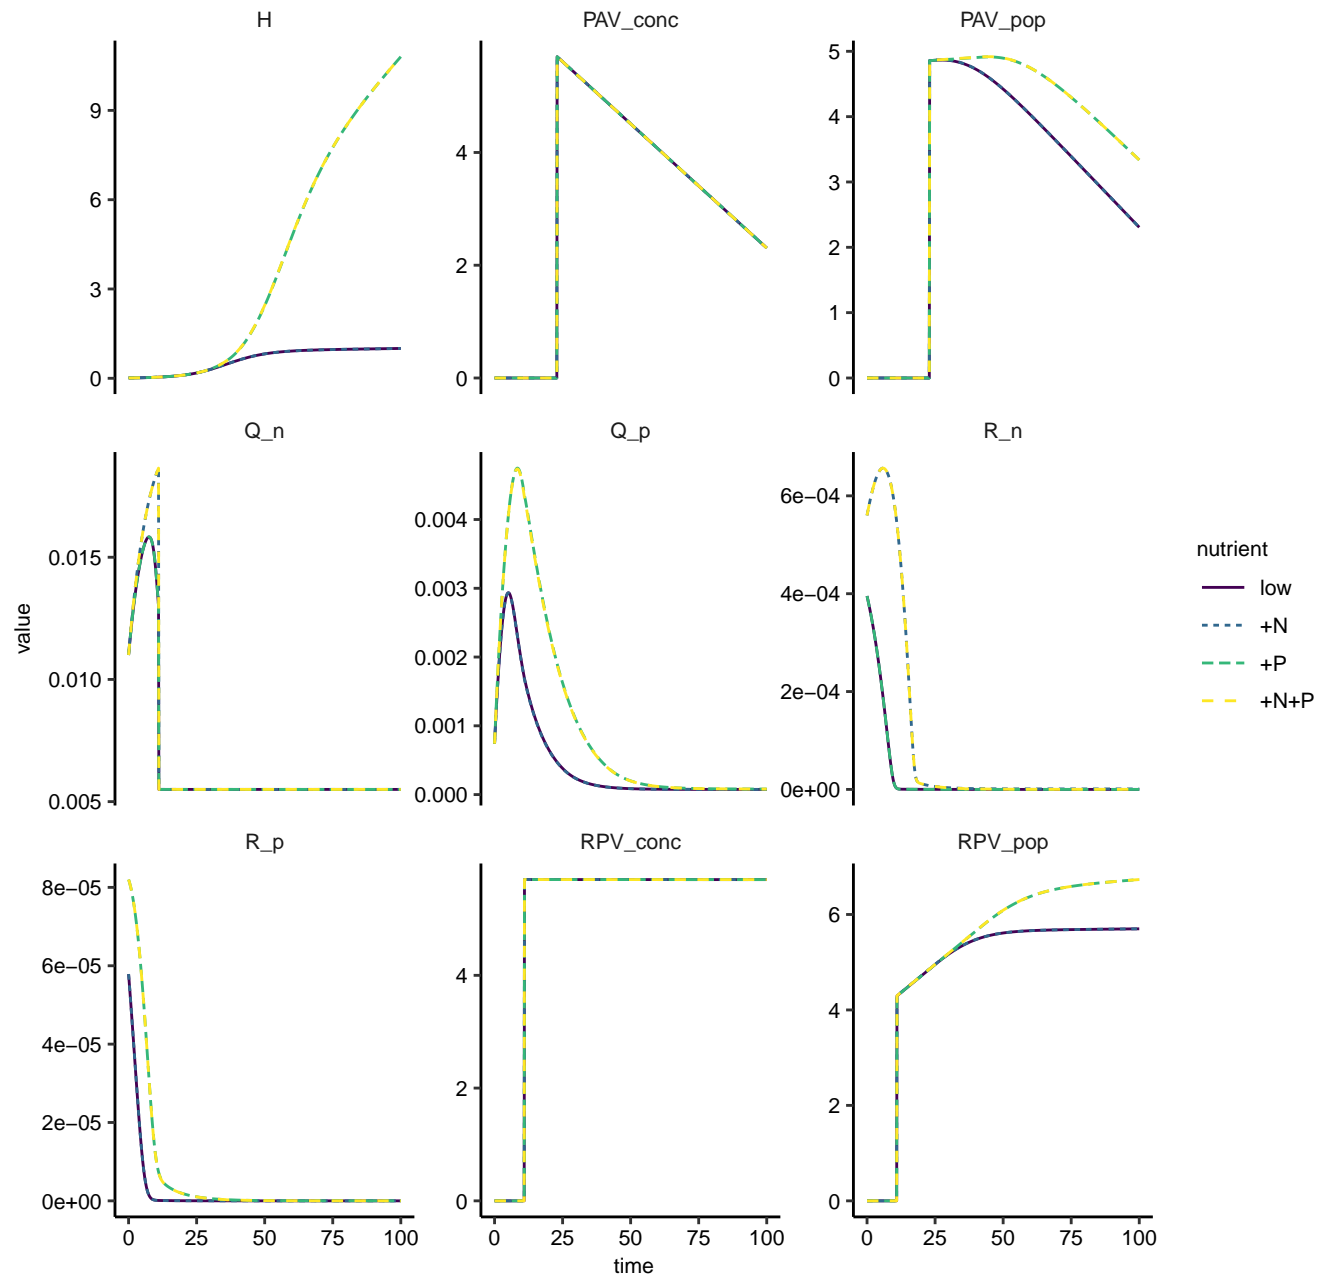 H
PAV_conc
PAV_pop
9
6
3
0
4
2
0
5
4
3
2
1
0
Q_n
Q_p
R_n
0.015
0.010
0.005
0.004
0.003
0.002
0.001
0.000
6e−04
4e−04
2e−04
0e+00
R_p
RPV_conc
RPV_pop
8e−05
6e−05
4e−05
2e−05
0e+00
4
2
0
6
4
2
0
0 25 50 75 100
0 25 50 75 100
0 25 50 75 100
time
value
nutrient
low
+N
+P
+N+P